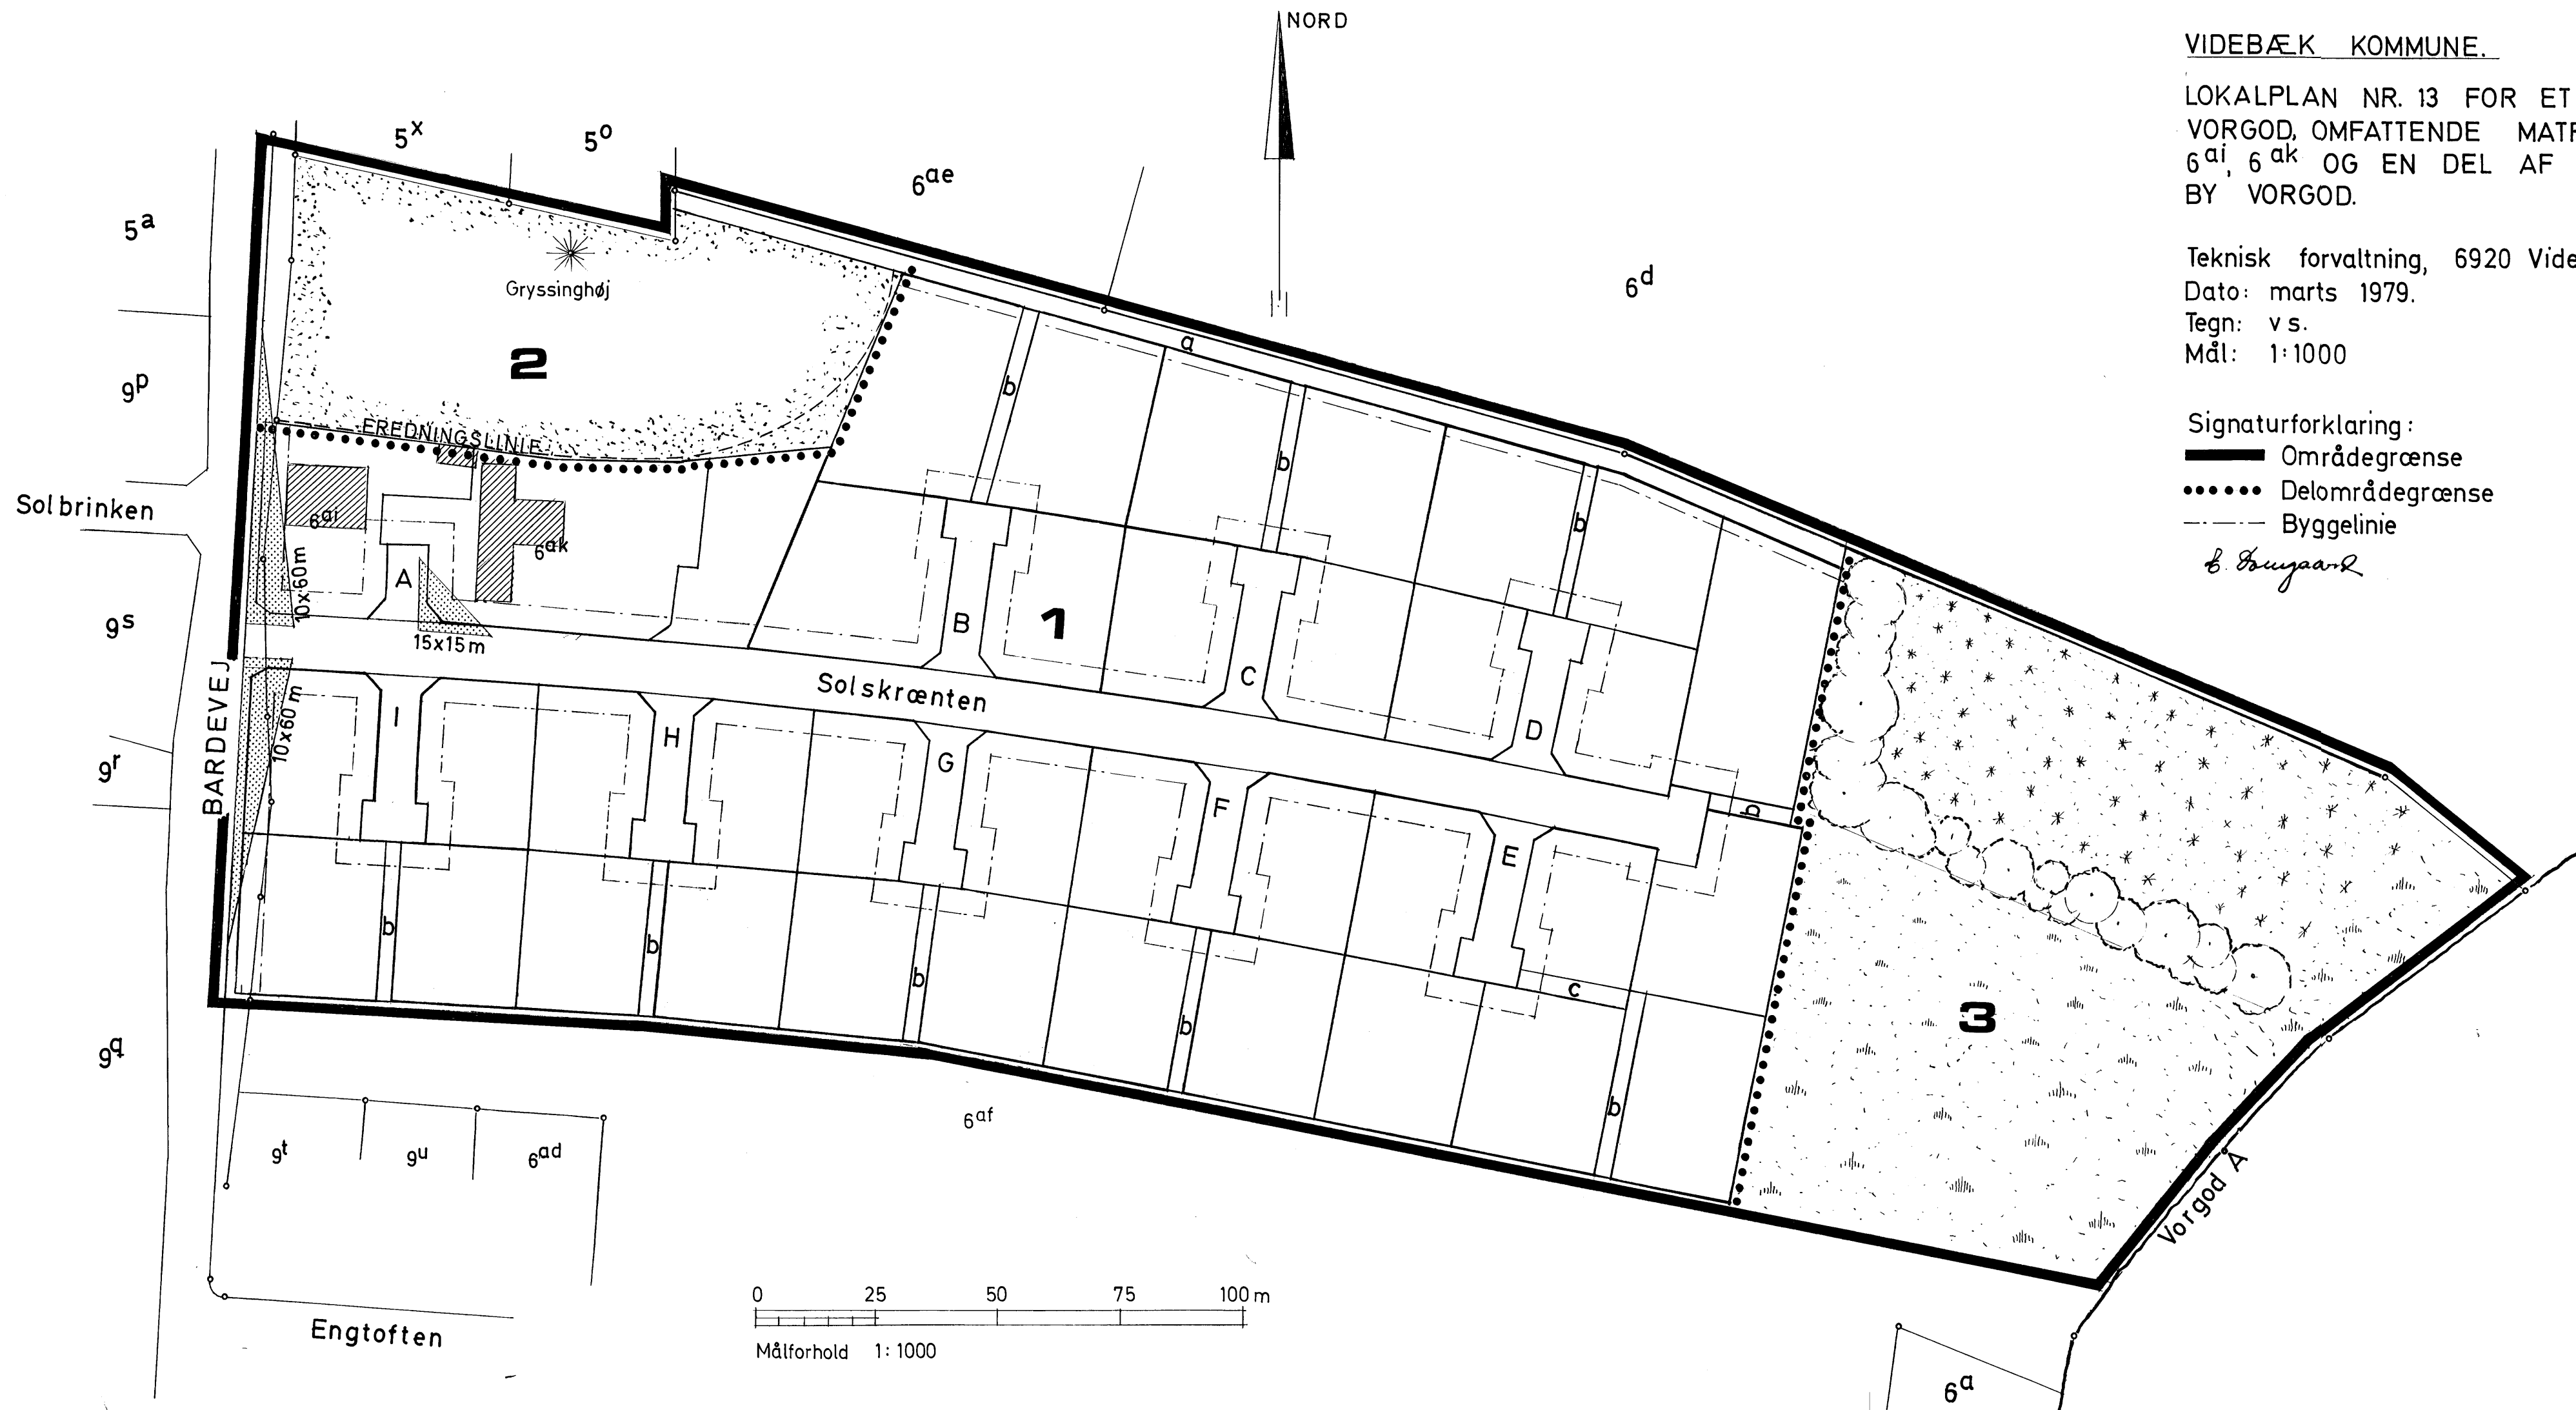 NORD
VIDEBÆK KOMMUNE.
LOKALPLAN NR. 13 FOR ET
VORGOD, OMFATTENDE
6ai, 6ak OG EN DEL AF
BY VORGOD.
Teknisk forvaltning, 6920
Dato: marts 1979.
Tegn: vs.
Mål: 1:1000
Signaturforklaring:
Områdegrænse
Delområdegrænse
Byggelinie
5x
5o
6ae
5a
6d
Gryssinghøj
2
a
9p
b
b
b
FREDNINGSLINIE
Solbrinken
6ai
6ak
10x60m
A
15x15m
B
1
C
D
9s
BARDEVEJ
10x60m
Solskrænten
I
H
G
F
E
b
9r
b
b
b
b
b
c
3
9q
9t
9u
6ad
6af
Vorgod Å
Engtoften
0 25 50 75 100 m
Målforhold 1:1000
6a